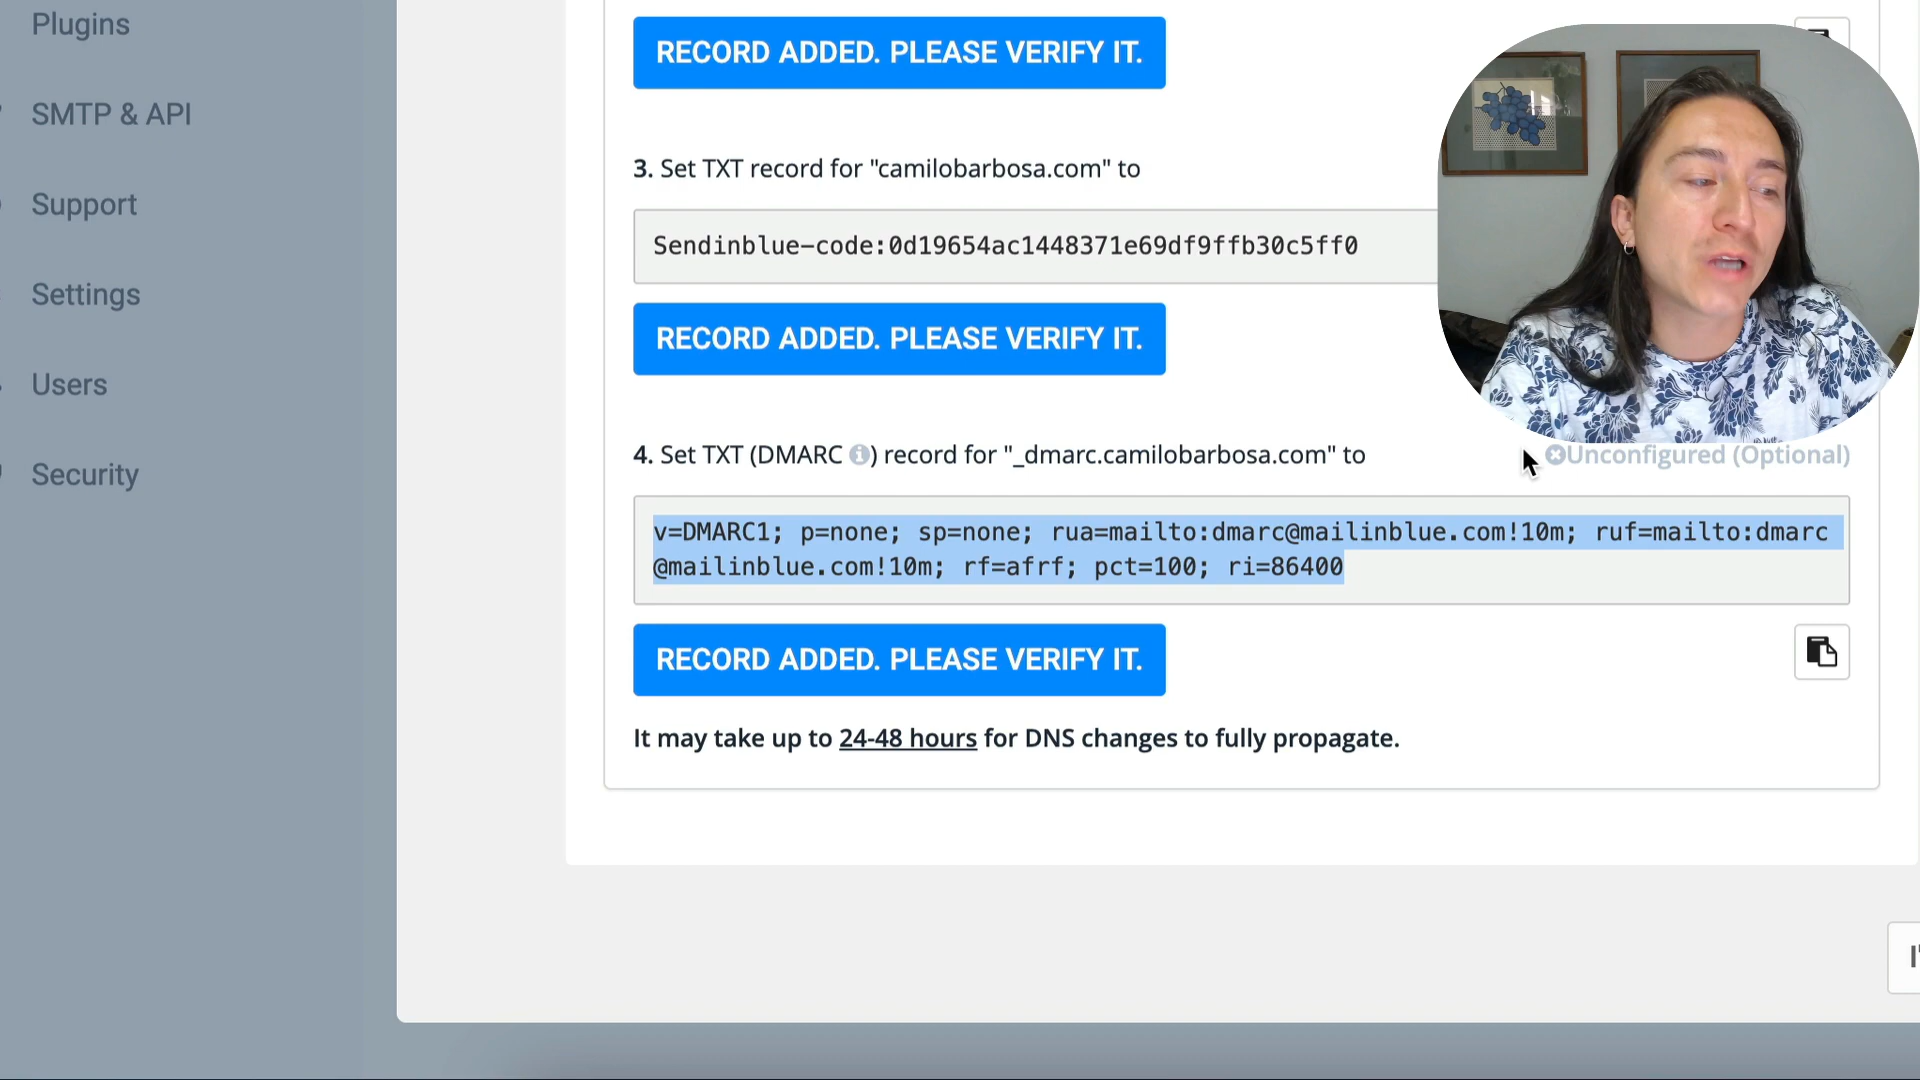 Plugins
SMTP & API
Support
Settings
Users
Security
RECORD ADDED. PLEASE VERIFY IT.
3. Set TXT record for "camilobarbosa.com" to
Sendinblue-code:0d19654ac1448371e69df9ffb30c5ff0
RECORD ADDED. PLEASE VERIFY IT.
4. Set TXT (DMARC ) record for "_dmarc.camilobarbosa.com" to
Unconfigured (Optional)
v=DMARC1; p=none; sp=none; rua=mailto:dmarc@mailinblue.com!10m; ruf=mailto:dmarc
@mailinblue.com!10m; rf=afrf; pct=100; ri=86400
RECORD ADDED. PLEASE VERIFY IT.
It may take up to 24-48 hours for DNS changes to fully propagate.